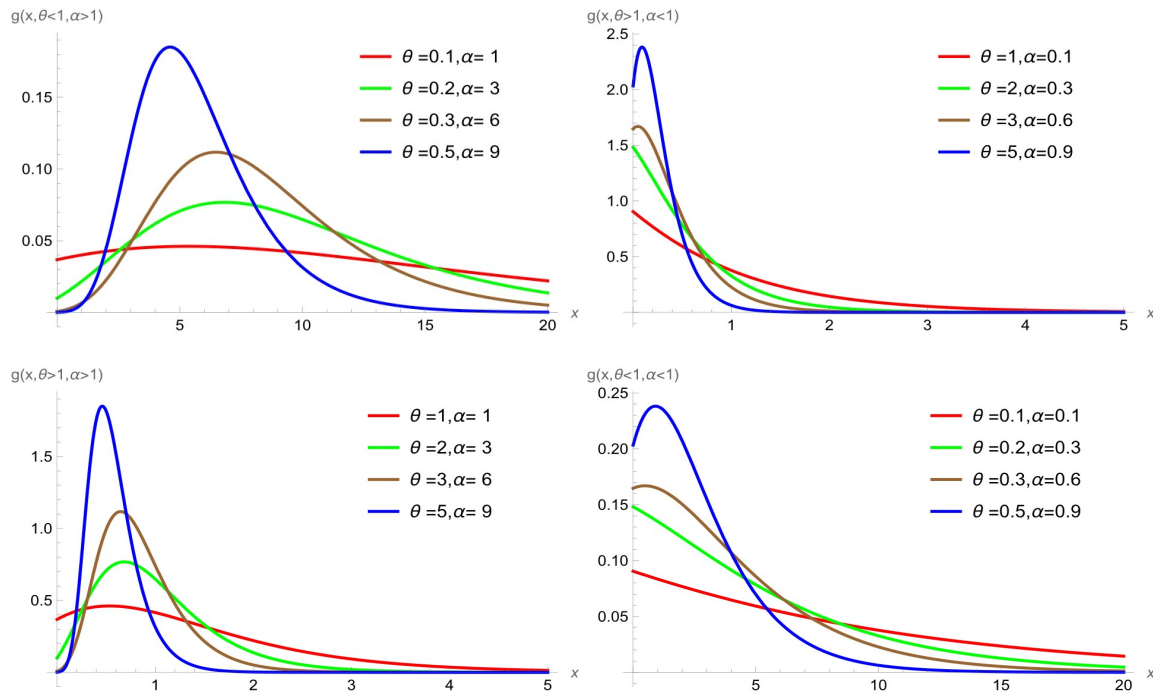 g(x,θ<1,α>1)
θ =0.1,α= 1
θ =0.2,α= 3
θ =0.3,α= 6
θ =0.5,α= 9
0.15
0.10
0.05
5 10 15 20 x
g(x,θ>1,α<1)
θ =1,α=0.1
θ =2,α=0.3
θ =3,α=0.6
θ =5,α=0.9
2.5
2.0
1.5
1.0
0.5
1 2 3 4 5 x
g(x,θ>1,α>1)
θ =1,α= 1
θ =2,α= 3
θ =3,α= 6
θ =5,α= 9
1.5
1.0
0.5
1 2 3 4 5 x
g(x,θ<1,α<1)
θ =0.1,α=0.1
θ =0.2,α=0.3
θ =0.3,α=0.6
θ =0.5,α=0.9
0.25
0.20
0.15
0.10
0.05
5 10 15 20 x